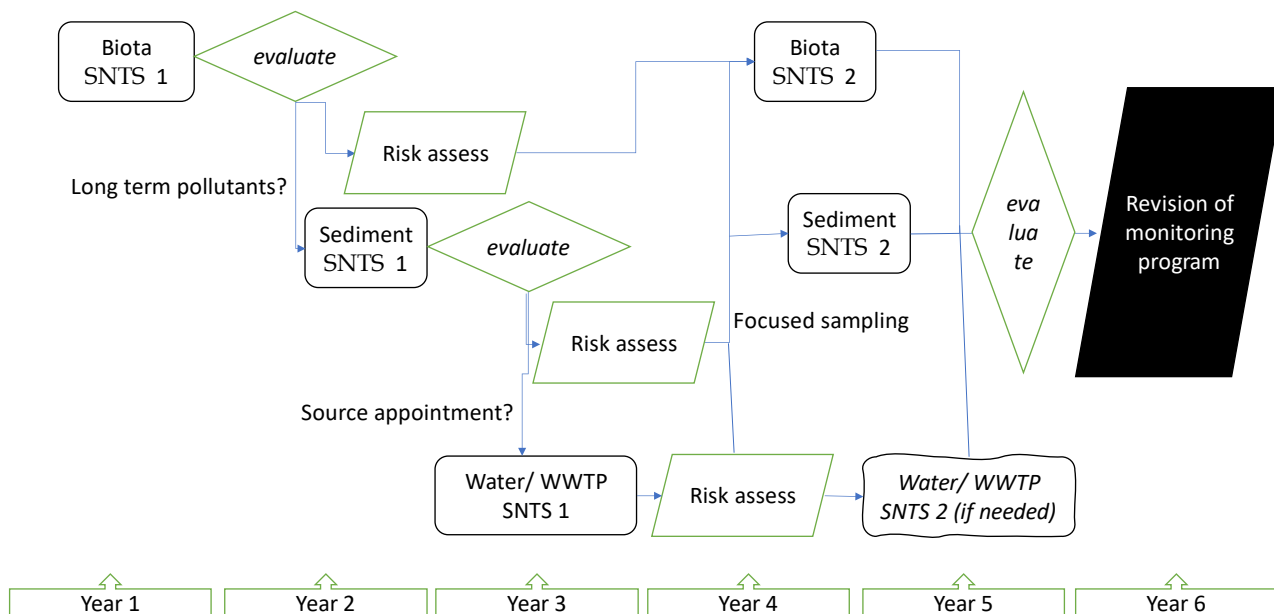 Biota
SNTS 1
evaluate
Biota
SNTS 2
Risk assess
Long term pollutants?
Sediment
SNTS 1
evaluate
Sediment
SNTS 2
eva
lua
te
Revision of
monitoring
program
Risk assess
Focused sampling
Source appointment?
Water/ WWTP
SNTS 1
Risk assess
Water/ WWTP
SNTS 2 (if needed)
Year 1
Year 2
Year 3
Year 4
Year 5
Year 6